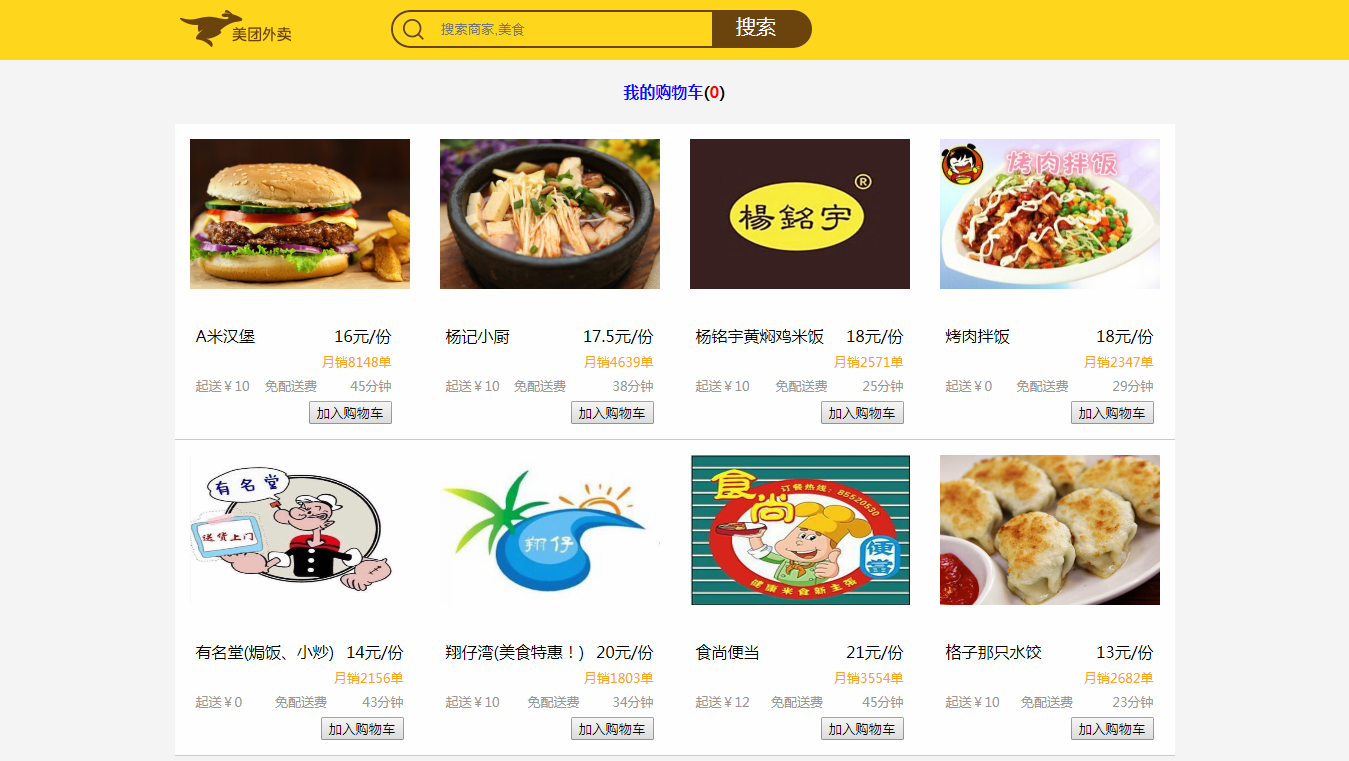 美团外卖
搜索商家,美食
搜索
我的购物车(0)
楊銘宇
®
烤肉拌饭
A米汉堡 16元/份
月销8148单
起送￥10 免配送费 45分钟
加入购物车
杨记小厨 17.5元/份
月销4639单
起送￥10 免配送费 38分钟
加入购物车
杨铭宇黄焖鸡米饭 18元/份
月销2571单
起送￥10 免配送费 25分钟
加入购物车
烤肉拌饭 18元/份
月销2347单
起送￥0 免配送费 29分钟
加入购物车
有名堂
送货上门
翔仔
食尚
订餐热线: 85520530
便當
健康米食新主張
有名堂(焗饭、小炒) 14元/份
月销2156单
起送￥0 免配送费 43分钟
加入购物车
翔仔湾(美食特惠！) 20元/份
月销1803单
起送￥10 免配送费 34分钟
加入购物车
食尚便当 21元/份
月销3554单
起送￥12 免配送费 45分钟
加入购物车
格子那只水饺 13元/份
月销2682单
起送￥10 免配送费 23分钟
加入购物车